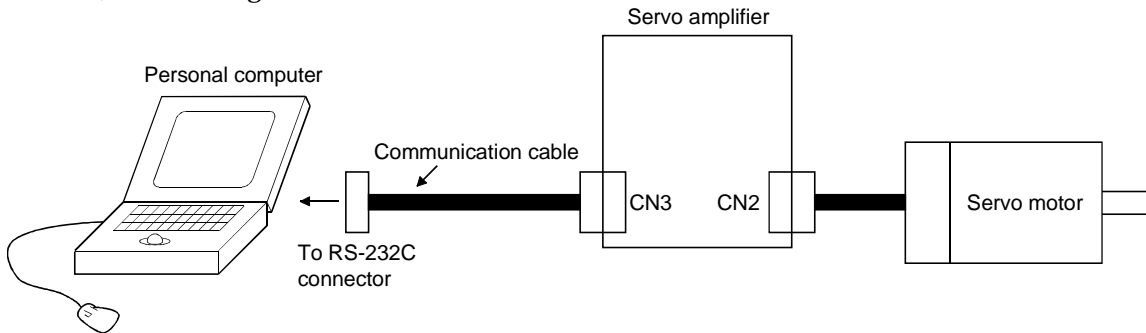 Servo amplifier
Personal computer
Communication cable
CN3
CN2
Servo motor
To RS-232C
connector